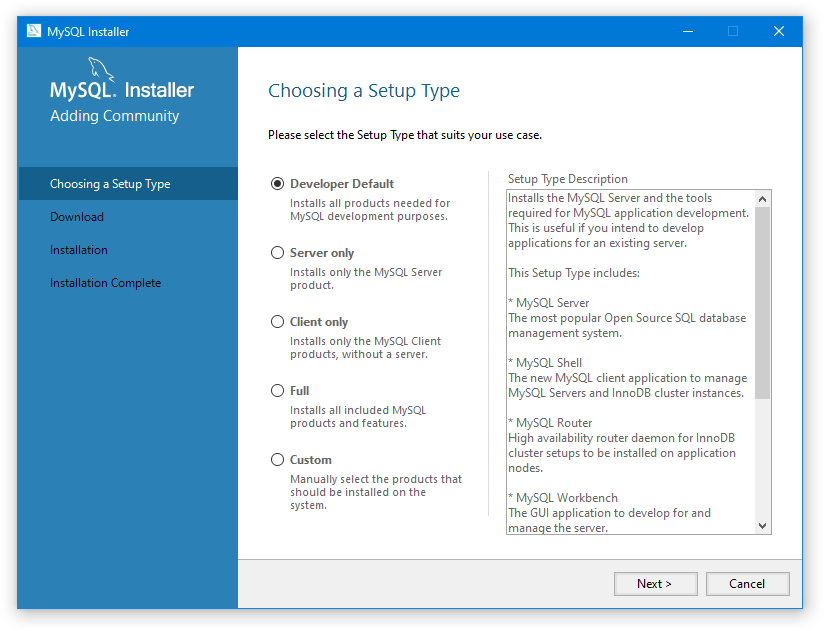 MySQL Installer
MySQL. Installer
Adding Community
Choosing a Setup Type
Download
Installation
Installation Complete
Choosing a Setup Type
Please select the Setup Type that suits your use case.
Developer Default
Installs all products needed for
MySQL development purposes.
Server only
Installs only the MySQL Server
product.
Client only
Installs only the MySQL Client
products, without a server.
Full
Installs all included MySQL
products and features.
Custom
Manually select the products that
should be installed on the
system.
Setup Type Description
Installs the MySQL Server and the tools
required for MySQL application development.
This is useful if you intend to develop
applications for an existing server.
This Setup Type includes:
* MySQL Server
The most popular Open Source SQL database
management system.
* MySQL Shell
The new MySQL client application to manage
MySQL Servers and InnoDB cluster instances.
* MySQL Router
High availability router daemon for InnoDB
cluster setups to be installed on application
nodes.
* MySQL Workbench
The GUI application to develop for and
manage the server.
Next >
Cancel